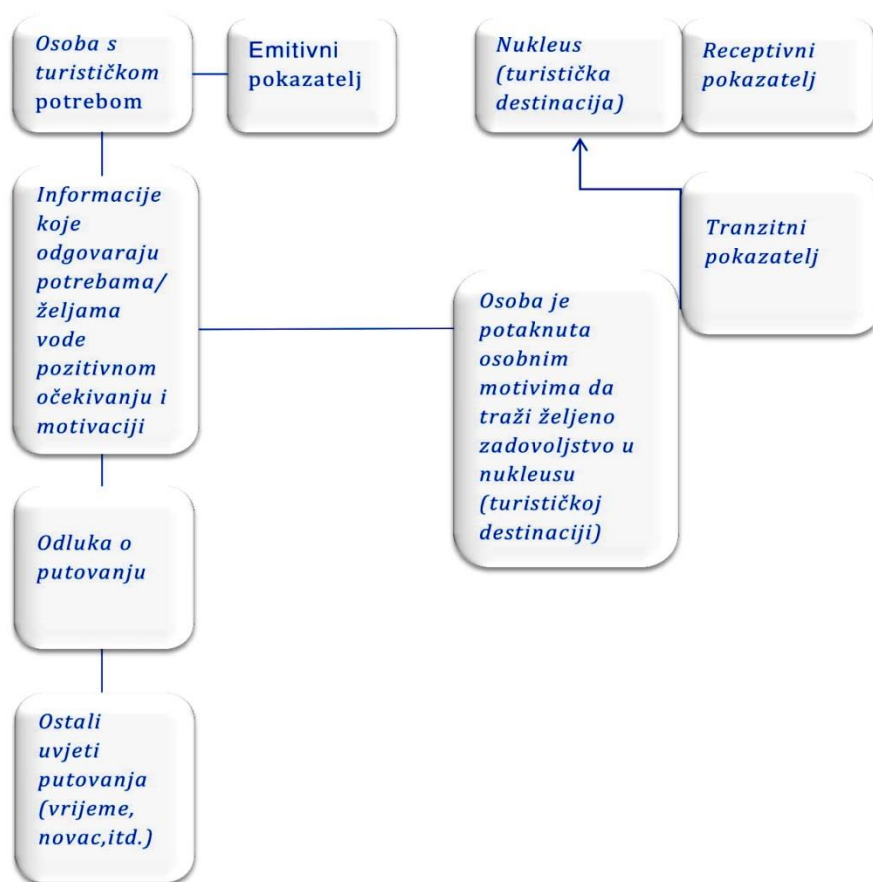 Osoba s
turističkom
potrebom
Emitivni
pokazatelj
Nukleus
(turistička
destinacija)
Receptivni
pokazatelj
Informacije
koje
odgovaraju
potrebama/
željama
vode
pozitivnom
očekivanju i
motivaciji
Tranzitni
pokazatelj
Osoba je
potaknuta
osobnim
motivima da
traži željeno
zadovoljstvo u
nukleusu
(turističkoj
destinaciji)
Odluka o
putovanju
Ostali
uvjeti
putovanja
(vrijeme,
novac,itd.)